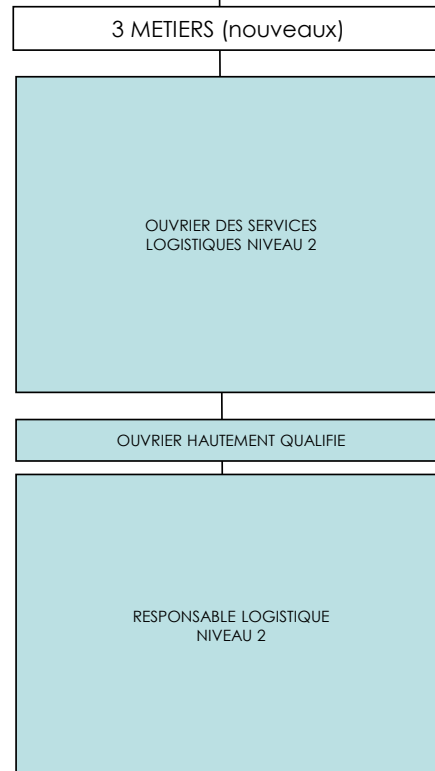 3 METIERS (nouveaux)
OUVRIER DES SERVICES
LOGISTIQUES NIVEAU 2
OUVRIER HAUTEMENT QUALIFIE
RESPONSABLE LOGISTIQUE
NIVEAU 2